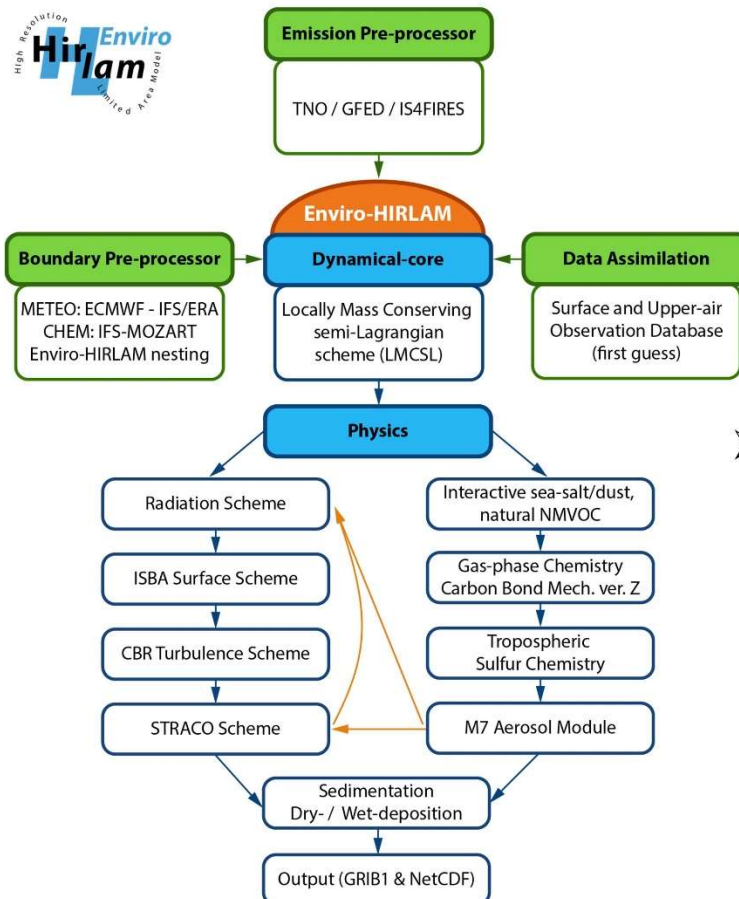 High Resolution
Enviro
Hirlam
Limited Area Model
Emission Pre-processor
TNO / GFED / IS4FIRES
Enviro-HIRLAM
Boundary Pre-processor
METEO: ECMWF - IFS/ERA
CHEM: IFS-MOZART
Enviro-HIRLAM nesting
Dynamical-core
Locally Mass Conserving
semi-Lagrangian
scheme (LMCSL)
Data Assimilation
Surface and Upper-air
Observation Database
(first guess)
Physics
Radiation Scheme
ISBA Surface Scheme
CBR Turbulence Scheme
STRACO Scheme
Interactive sea-salt/dust,
natural NMVOC
Gas-phase Chemistry
Carbon Bond Mech. ver. Z
Tropospheric
Sulfur Chemistry
M7 Aerosol Module
Sedimentation
Dry- / Wet-deposition
Output (GRIB1 & NetCDF)